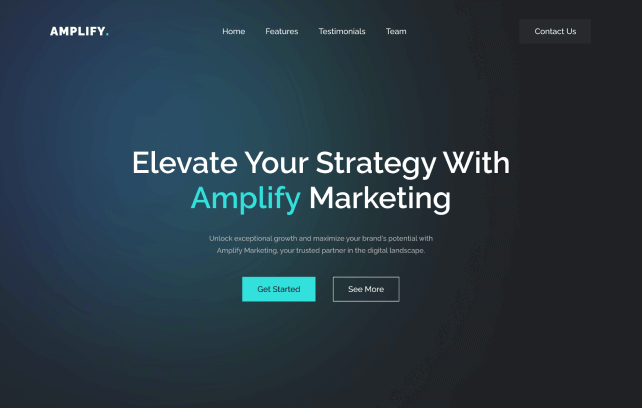 AMPLIFY.
Home Features Testimonials Team
Contact Us
Elevate Your Strategy With
Amplify Marketing
Unlock exceptional growth and maximize your brand's potential with
Amplify Marketing, your trusted partner in the digital landscape.
Get Started
See More